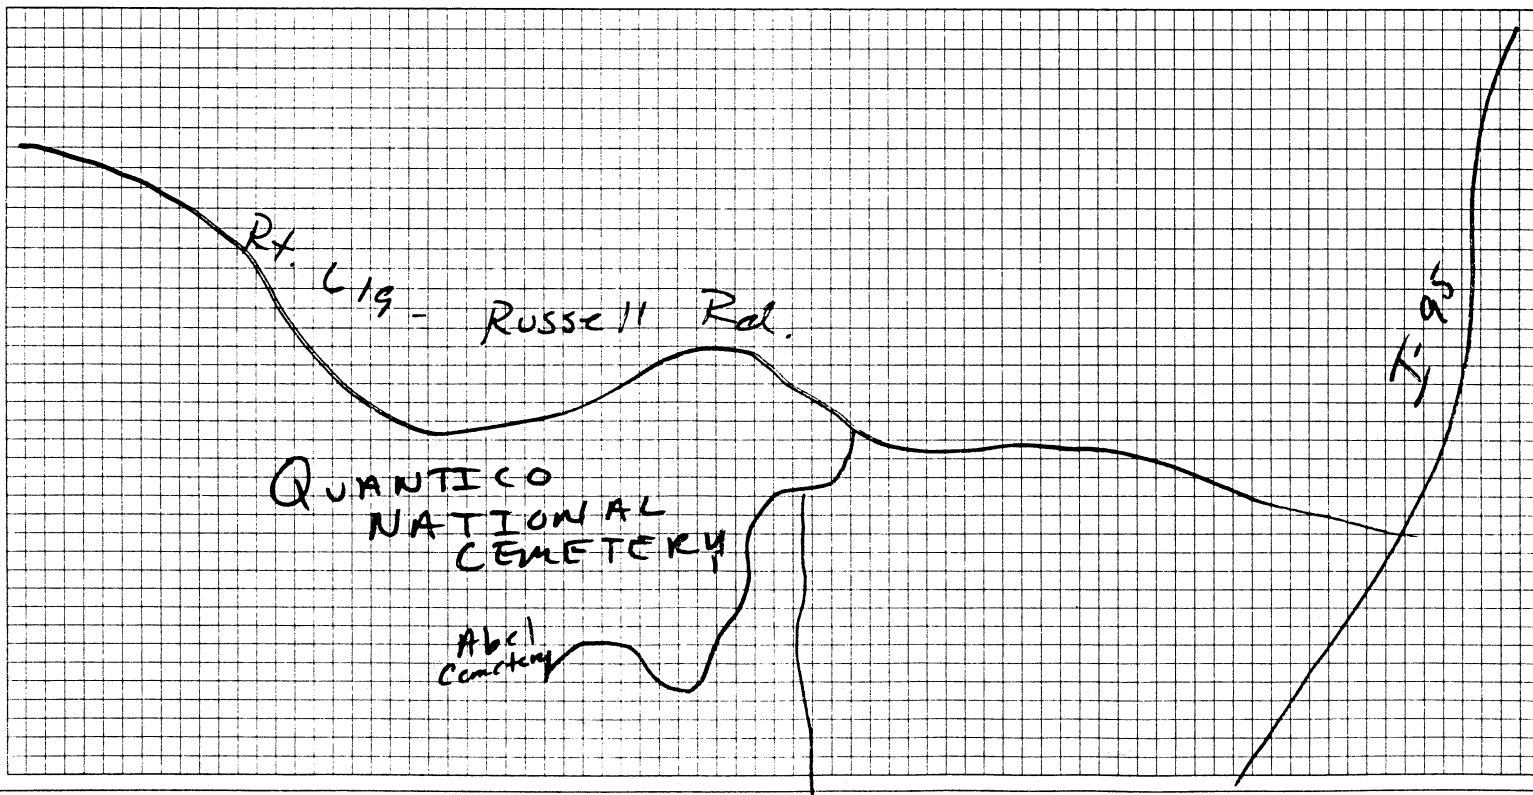 Rt. 619 - Russell Rd.
I 95
QUANTICO
NATIONAL
CEMETERY
Abel
Cemetery